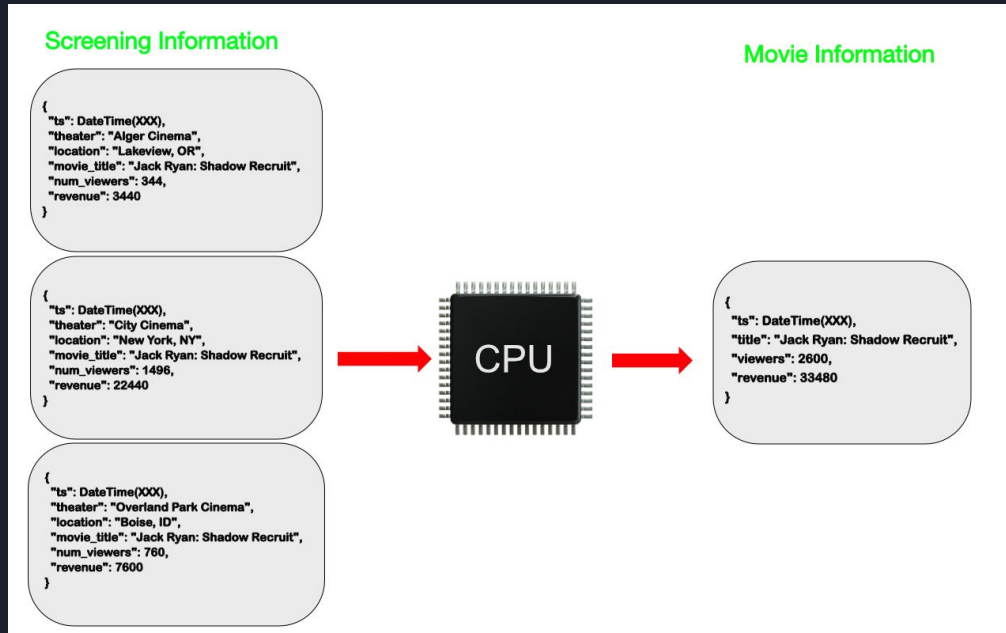 Screening Information
Movie Information
{
"ts": DateTime(XXX),
"theater": "Alger Cinema",
"location": "Lakeview, OR",
"movie_title": "Jack Ryan: Shadow Recruit",
"num_viewers": 344,
"revenue": 3440
}
{
"ts": DateTime(XXX),
"theater": "City Cinema",
"location": "New York, NY",
"movie_title": "Jack Ryan: Shadow Recruit",
"num_viewers": 1496,
"revenue": 22440
}
{
"ts": DateTime(XXX),
"theater": "Overland Park Cinema",
"location": "Boise, ID",
"movie_title": "Jack Ryan: Shadow Recruit",
"num_viewers": 760,
"revenue": 7600
}
CPU
{
"ts": DateTime(XXX),
"title": "Jack Ryan: Shadow Recruit",
"viewers": 2600,
"revenue": 33480
}